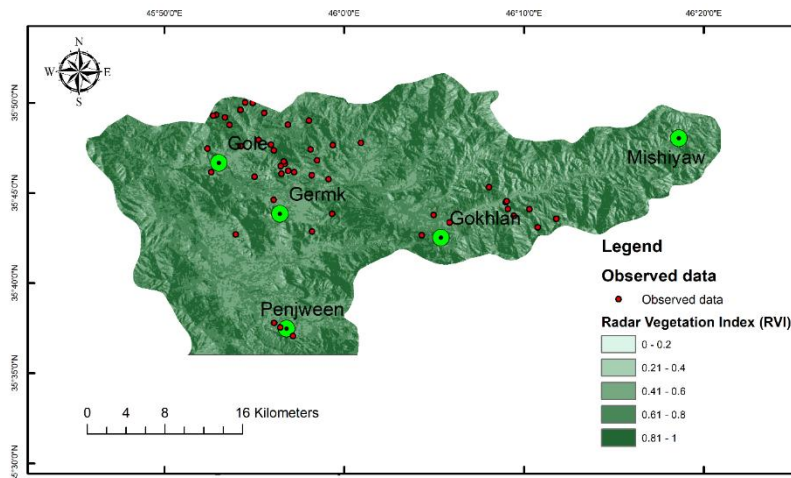 45°50'0"E 46°0'0"E 46°10'0"E 46°20'0"E
N
W E
S
35°50'N
35°45'0"N
35°40'0"N
35°35'0"N
35°30'0"N
Gole
Mishiyaw
Germk
Gokhlan
Penjween
Legend
Observed data
Observed data
Radar Vegetation Index (RVI)
0 - 0.2
0.21 - 0.4
0.41 - 0.6
0.61 - 0.8
0.81 - 1
0 4 8 16 Kilometers